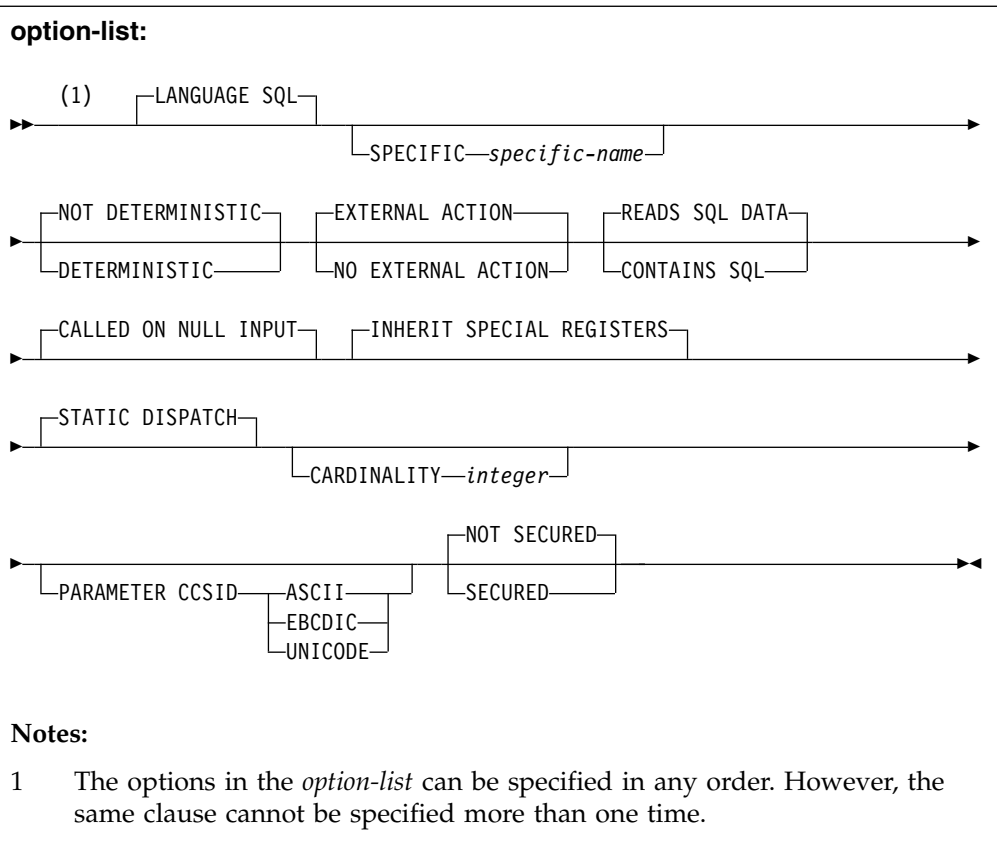 option-list:
(1) LANGUAGE SQL
SPECIFIC specific-name
NOT DETERMINISTIC EXTERNAL ACTION READS SQL DATA
DETERMINISTIC NO EXTERNAL ACTION CONTAINS SQL
CALLED ON NULL INPUT INHERIT SPECIAL REGISTERS
STATIC DISPATCH
CARDINALITY integer
NOT SECURED
PARAMETER CCSID ASCII SECURED
EBCDIC
UNICODE
Notes:
1 The options in the option-list can be specified in any order. However, the
same clause cannot be specified more than one time.